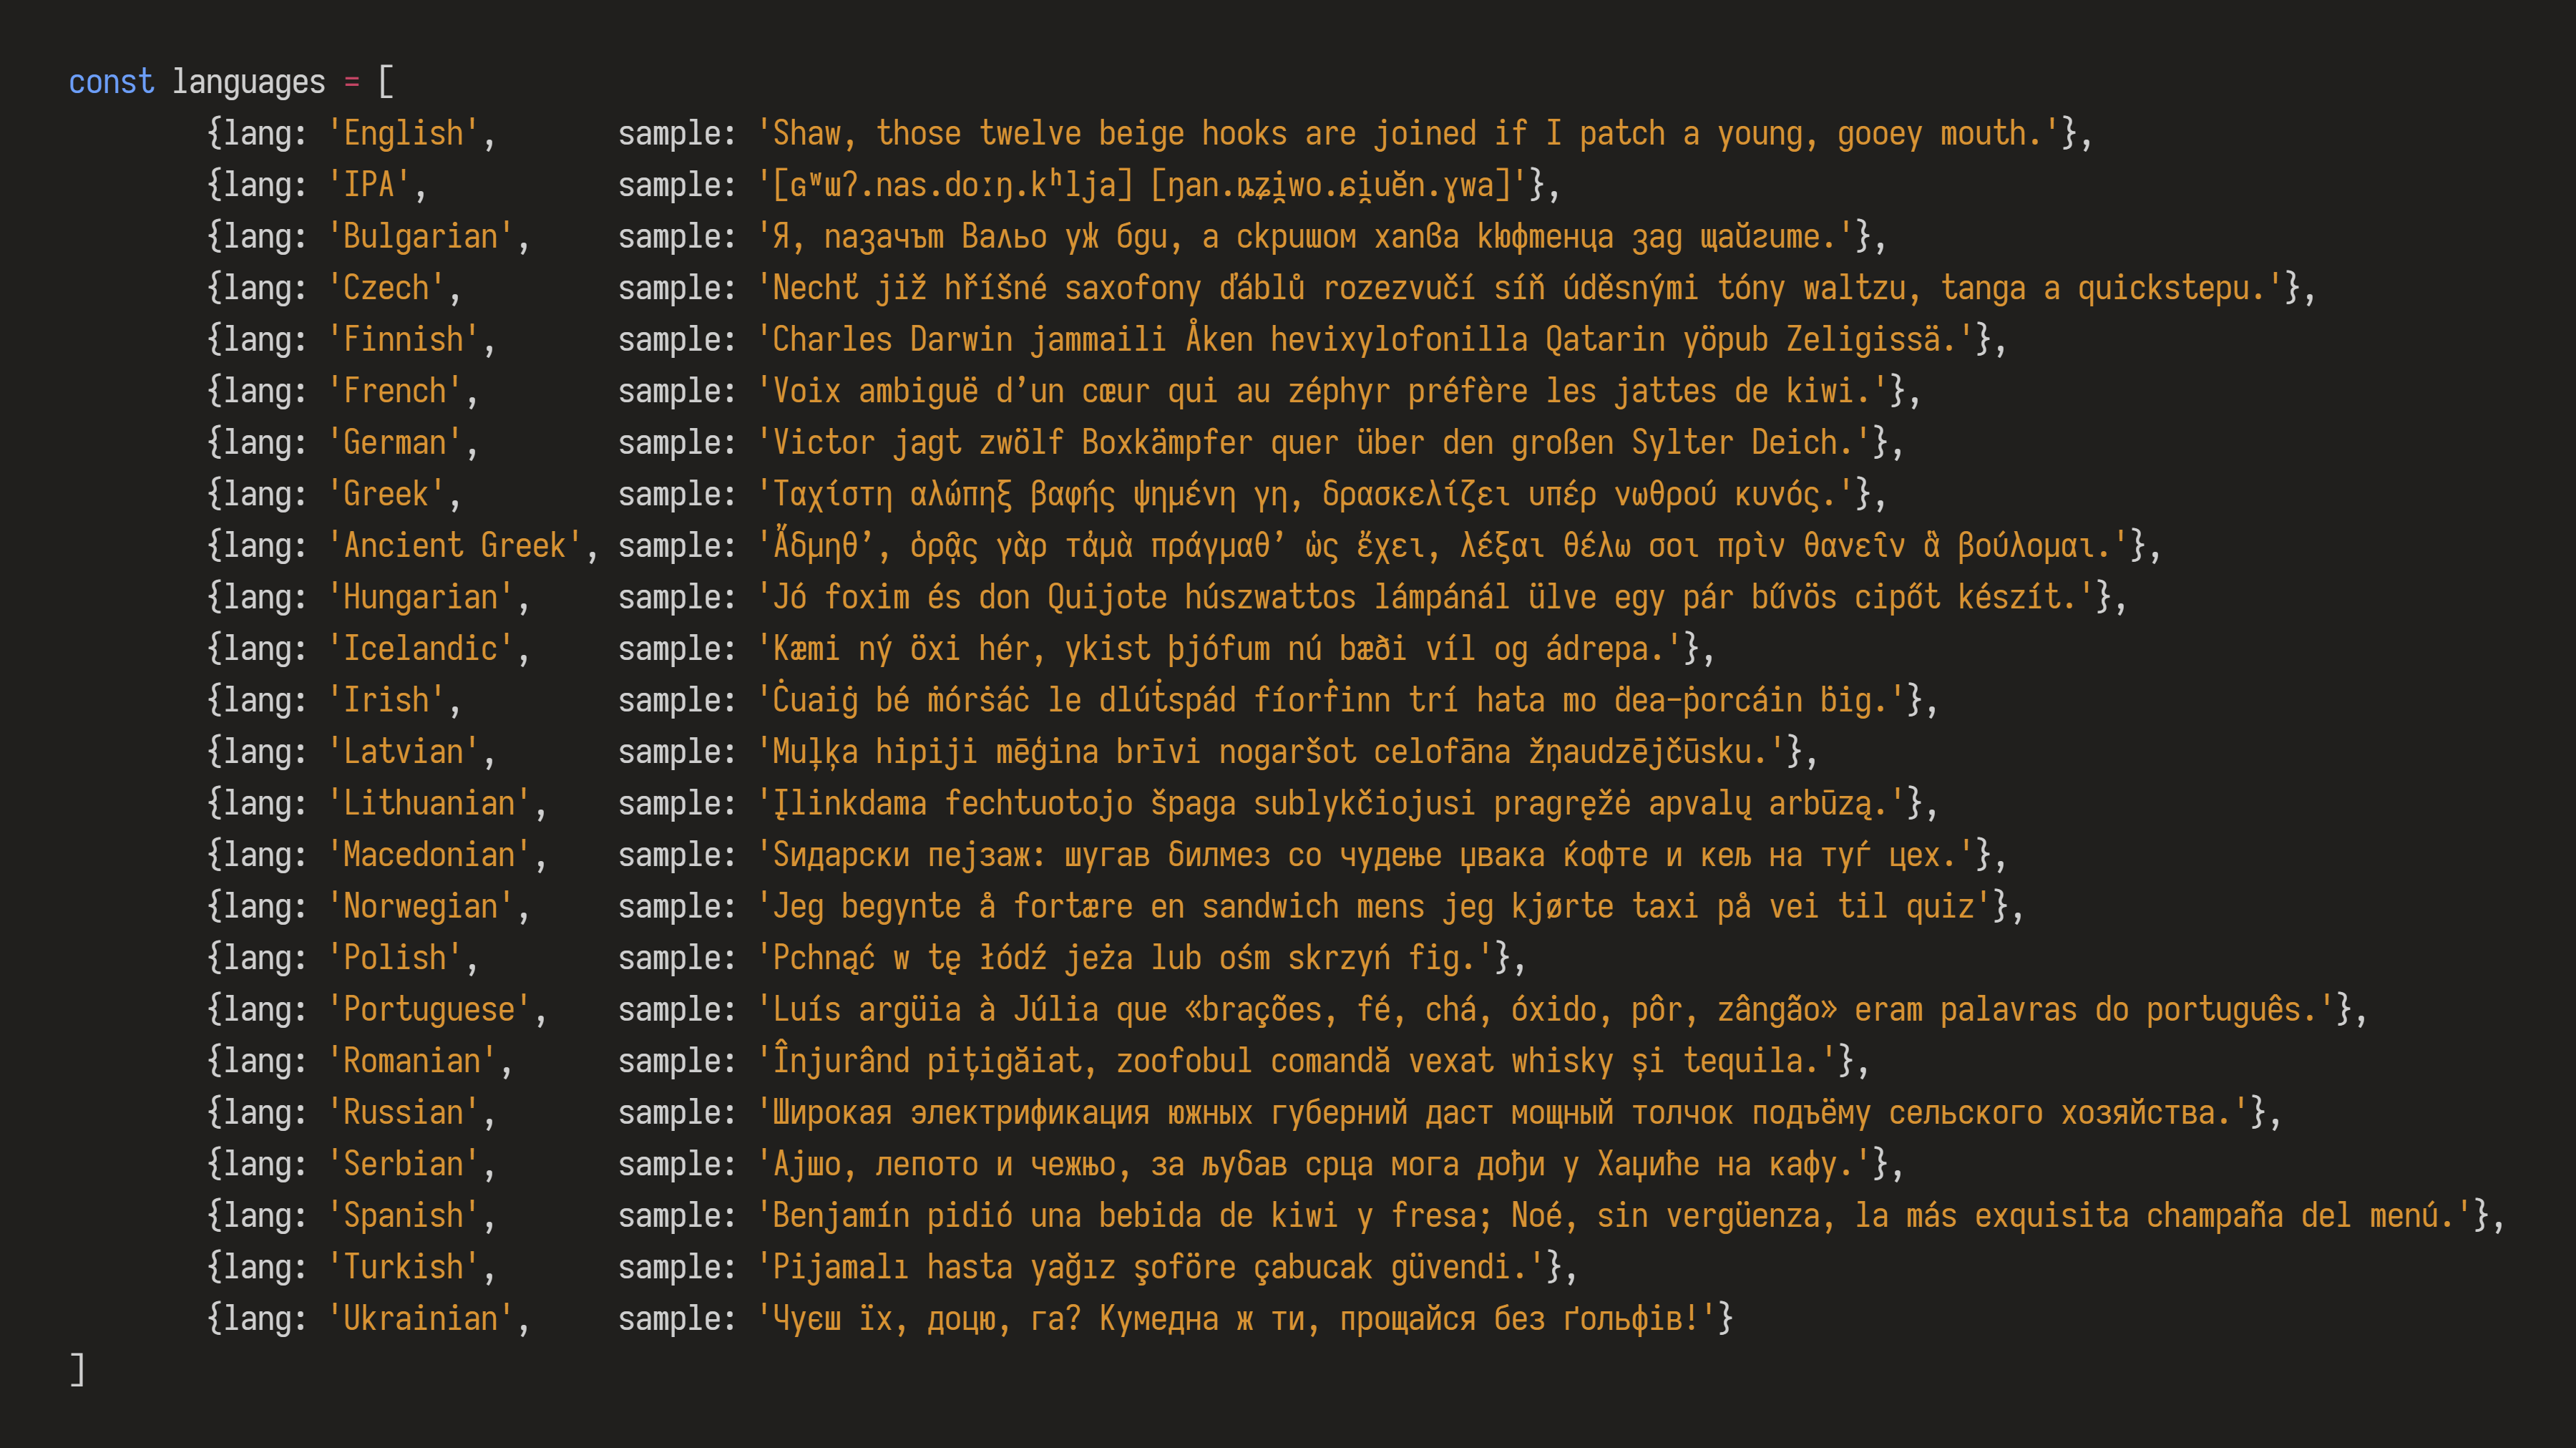 const languages = [
        {lang: 'English',       sample: 'Shaw, those twelve beige hooks are joined if I patch a young, gooey mouth.'},
        {lang: 'IPA',           sample: '[ɢʷɯʔ.nas.doːŋ.kʰlja] [ŋan.ȵʑi̯wo.ɕi̯uĕn.ɣwa]'},
        {lang: 'Bulgarian',     sample: 'Я, пазачът Вальо уж бди, а скришом хапва кюфтенца зад щайгите.'},
        {lang: 'Czech',         sample: 'Nechť již hříšné saxofony ďáblů rozezvučí síň úděsnými tóny waltzu, tanga a quickstepu.'},
        {lang: 'Finnish',       sample: 'Charles Darwin jammaili Åken hevixylofonilla Qatarin yöpub Zeligissä.'},
        {lang: 'French',        sample: 'Voix ambiguë d’un cœur qui au zéphyr préfère les jattes de kiwi.'},
        {lang: 'German',        sample: 'Victor jagt zwölf Boxkämpfer quer über den großen Sylter Deich.'},
        {lang: 'Greek',         sample: 'Ταχίστη αλώπηξ βαφής ψημένη γη, δρασκελίζει υπέρ νωθρού κυνός.'},
        {lang: 'Ancient Greek', sample: 'Ἄδμηθ’, ὁρᾷς γὰρ τἀμὰ πράγμαθ’ ὡς ἔχει, λέξαι θέλω σοι πρὶν θανεῖν ἃ βούλομαι.'},
        {lang: 'Hungarian',     sample: 'Jó foxim és don Quijote húszwattos lámpánál ülve egy pár bűvös cipőt készít.'},
        {lang: 'Icelandic',     sample: 'Kæmi ný öxi hér, ykist þjófum nú bæði víl og ádrepa.'},
        {lang: 'Irish',         sample: 'Ċuaiġ bé ṁórṡáċ le dlúṫspád fíorḟinn trí hata mo ḋea-ṗorcáin ḃig.'},
        {lang: 'Latvian',       sample: 'Muļķa hipiji mēģina brīvi nogaršot celofāna žņaudzējčūsku.'},
        {lang: 'Lithuanian',    sample: 'Įlinkdama fechtuotojo špaga sublykčiojusi pragręžė apvalų arbūzą.'},
        {lang: 'Macedonian',    sample: 'Ѕидарски пејзаж: шугав билмез со чудење џвака ќофте и кељ на туѓ цех.'},
        {lang: 'Norwegian',     sample: 'Jeg begynte å fortære en sandwich mens jeg kjørte taxi på vei til quiz'},
        {lang: 'Polish',        sample: 'Pchnąć w tę łódź jeża lub ośm skrzyń fig.'},
        {lang: 'Portuguese',    sample: 'Luís argüia à Júlia que «brações, fé, chá, óxido, pôr, zângão» eram palavras do português.'},
        {lang: 'Romanian',      sample: 'Înjurând pițigăiat, zoofobul comandă vexat whisky și tequila.'},
        {lang: 'Russian',       sample: 'Широкая электрификация южных губерний даст мощный толчок подъёму сельского хозяйства.'},
        {lang: 'Serbian',       sample: 'Ајшо, лепото и чежњо, за љубав срца мога дођи у Хаџиће на кафу.'},
        {lang: 'Spanish',       sample: 'Benjamín pidió una bebida de kiwi y fresa; Noé, sin vergüenza, la más exquisita champaña del menú.'},
        {lang: 'Turkish',       sample: 'Pijamalı hasta yağız şoföre çabucak güvendi.'},
        {lang: 'Ukrainian',     sample: 'Чуєш їх, доцю, га? Кумедна ж ти, прощайся без ґольфів!'}
]